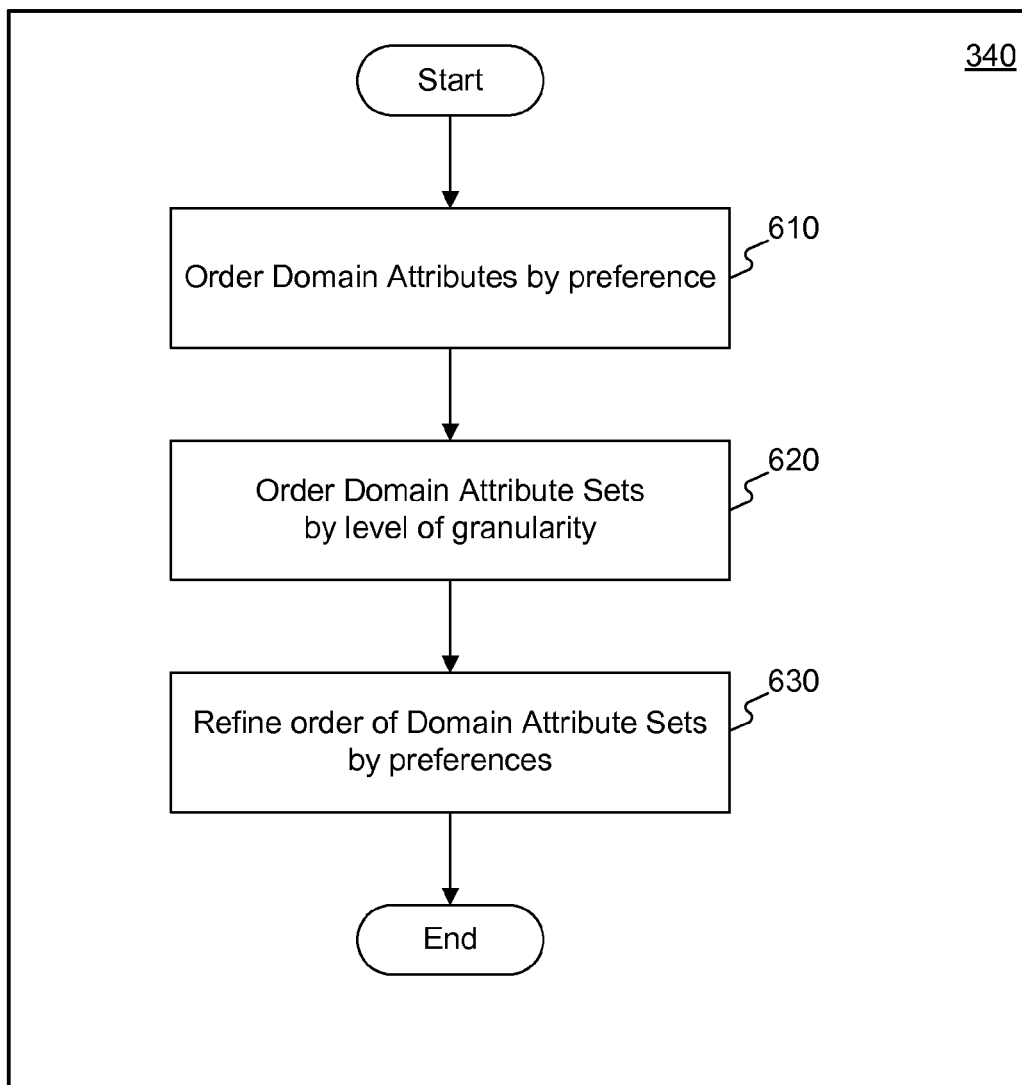 340
Start
610
Order Domain Attributes by preference
620
Order Domain Attribute Sets
by level of granularity
630
Refine order of Domain Attribute Sets
by preferences
End